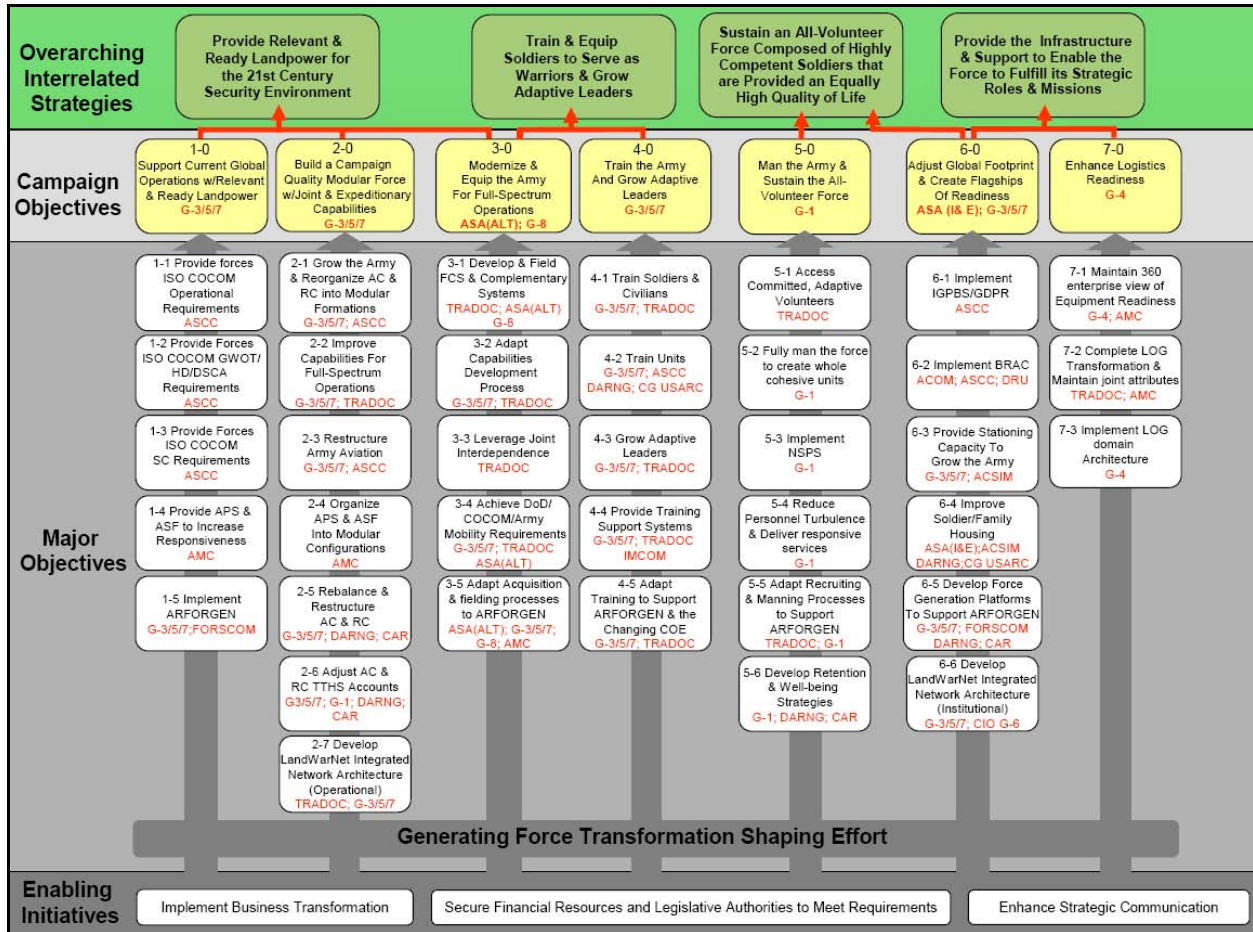 Overarching
Interrelated
Strategies
Provide Relevant &
Ready Landpower for
the 21st Century
Security Environment
Train & Equip
Soldiers to Serve as
Warriors & Grow
Adaptive Leaders
Sustain an All-Volunteer
Force Composed of Highly
Competent Soldiers that
are Provided an Equally
High Quality of Life
Provide the Infrastructure
& Support to Enable the
Force to Fulfill its Strategic
Roles & Missions
Campaign
Objectives
1-0
Support Current Global
Operations w/Relevant
& Ready Landpower
G-3/5/7
2-0
Build a Campaign
Quality Modular Force
w/Joint & Expeditionary
Capabilities
G-3/5/7
3-0
Modernize &
Equip the Army
For Full-Spectrum
Operations
ASA(ALT); G-8
4-0
Train the Army
And Grow Adaptive
Leaders
G-3/5/7
5-0
Man the Army &
Sustain the All-
Volunteer Force
G-1
6-0
Adjust Global Footprint
& Create Flagships
Of Readiness
ASA (I& E); G-3/5/7
7-0
Enhance Logistics
Readiness
G-4
Major
Objectives
1-1 Provide forces
ISO COCOM
Operational
Requirements
ASCC
1-2 Provide Forces
ISO COCOM GWOT/
HD/DSCA
Requirements
ASCC
1-3 Provide Forces
ISO COCOM
SC Requirements
ASCC
1-4 Provide APS &
ASF to Increase
Responsiveness
AMC
1-5 Implement
ARFORGEN
G-3/5/7;FORSCOM
2-1 Grow the Army
& Reorganize AC &
RC into Modular
Formations
G-3/5/7; ASCC
2-2 Improve
Capabilities For
Full-Spectrum
Operations
G-3/5/7; TRADOC
2-3 Restructure
Army Aviation
G-3/5/7; ASCC
2-4 Organize
APS & ASF
Into Modular
Configurations
AMC
2-5 Rebalance &
Restructure
AC & RC
G-3/5/7; DARNG; CAR
2-6 Adjust AC &
RC TTHS Accounts
G3/5/7; G-1; DARNG;
CAR
2-7 Develop
LandWarNet Integrated
Network Architecture
(Operational)
TRADOC; G-3/5/7
3-1 Develop & Field
FCS & Complementary
Systems
TRADOC; ASA(ALT)
G-8
3-2 Adapt
Capabilities
Development
Process
G-3/5/7; TRADOC
3-3 Leverage Joint
Interdependence
TRADOC
3-4 Achieve DoD/
COCOM/Army
Mobility Requirements
G-3/5/7; TRADOC
ASA(ALT)
3-5 Adapt Acquisition
& fielding processes
to ARFORGEN
ASA(ALT); G-3/5/7;
G-8; AMC
4-1 Train Soldiers &
Civilians
G-3/5/7; TRADOC
4-2 Train Units
G-3/5/7; ASCC
DARNG; CG USARC
4-3 Grow Adaptive
Leaders
G-3/5/7; TRADOC
4-4 Provide Training
Support Systems
G-3/5/7; TRADOC
IMCOM
4-5 Adapt
Training to Support
ARFORGEN & the
Changing COE
G-3/5/7; TRADOC
5-1 Access
Committed, Adaptive
Volunteers
TRADOC
5-2 Fully man the force
to create whole
cohesive units
G-1
5-3 Implement
NSPS
G-1
5-4 Reduce
Personnel Turbulence
& Deliver responsive
services
G-1
5-5 Adapt Recruiting
& Manning Processes
to Support
ARFORGEN
TRADOC; G-1
5-6 Develop Retention
& Well-being
Strategies
G-1; DARNG; CAR
6-1 Implement
IGPBS/GDPR
ASCC
6-2 Implement BRAC
ACOM; ASCC; DRU
6-3 Provide Stationing
Capacity To
Grow the Army
G-3/5/7; ACSIM
6-4 Improve
Soldier/Family
Housing
ASA(I&E);ACSIM
DARNG;CG USARC
6-5 Develop Force
Generation Platforms
To Support ARFORGEN
G-3/5/7; FORSCOM
DARNG; CAR
6-6 Develop
LandWarNet Integrated
Network Architecture
(Institutional)
G-3/5/7; CIO G-6
7-1 Maintain 360
enterprise view of
Equipment Readiness
G-4; AMC
7-2 Complete LOG
Transformation &
Maintain joint attributes
TRADOC; AMC
7-3 Implement LOG
domain
Architecture
G-4
Generating Force Transformation Shaping Effort
Enabling
Initiatives
Implement Business Transformation
Secure Financial Resources and Legislative Authorities to Meet Requirements
Enhance Strategic Communication